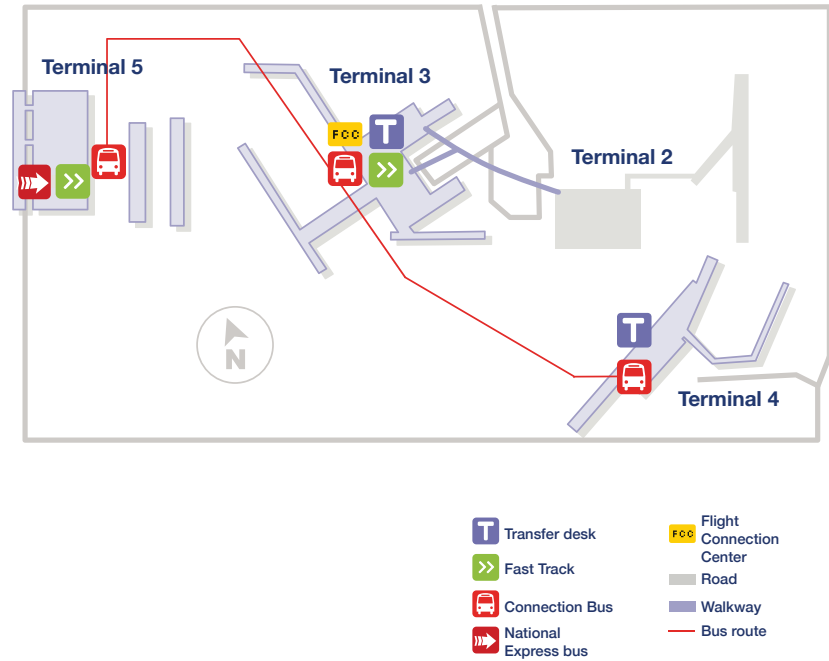 Terminal 5
Terminal 3
FCC
T
Terminal 2
N
T
Terminal 4
T Transfer desk
Fast Track
Connection Bus
National
Express bus
FCC Flight
Connection
Center
Road
Walkway
Bus route